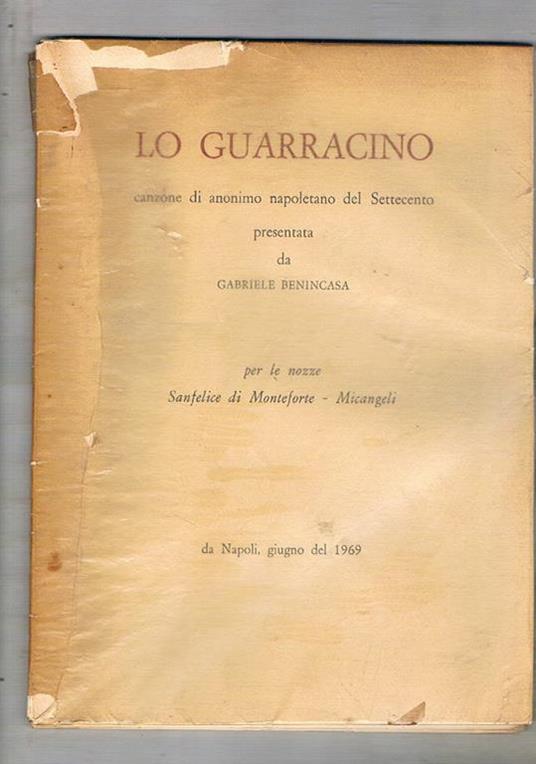 LO GUARRACINO
canzone di anonimo napoletano del Settecento
presentata
da
GABRIELE BENINCASA
per le nozze
Sanfelice di Monteforte - Micangeli
da Napoli, giugno del 1969